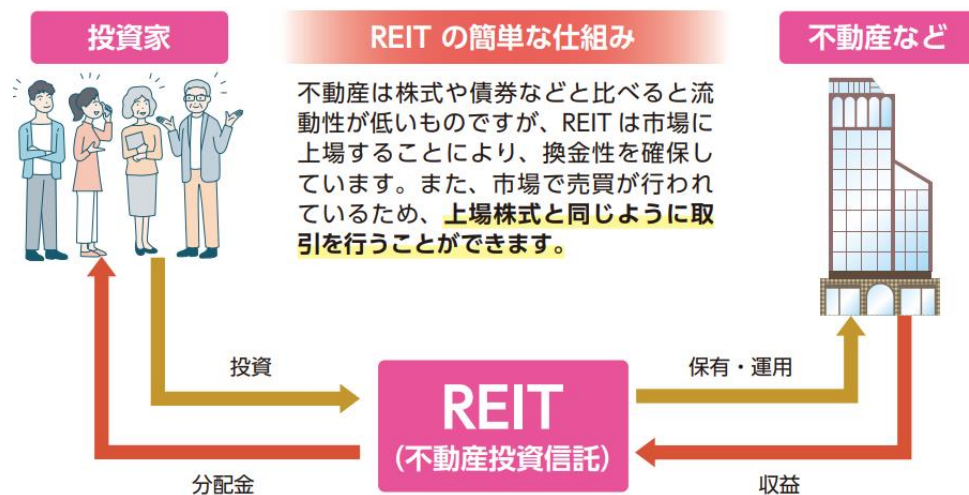 投資家
REIT の簡単な仕組み
不動産など
不動産は株式や債券などと比べると流
動性が低いものですが、REIT は市場に
上場することにより、換金性を確保し
ています。また、市場で売買が行われ
ているため、上場株式と同じように取
引を行うことができます。
投資
保有・運用
REIT
(不動産投資信託)
分配金
収益